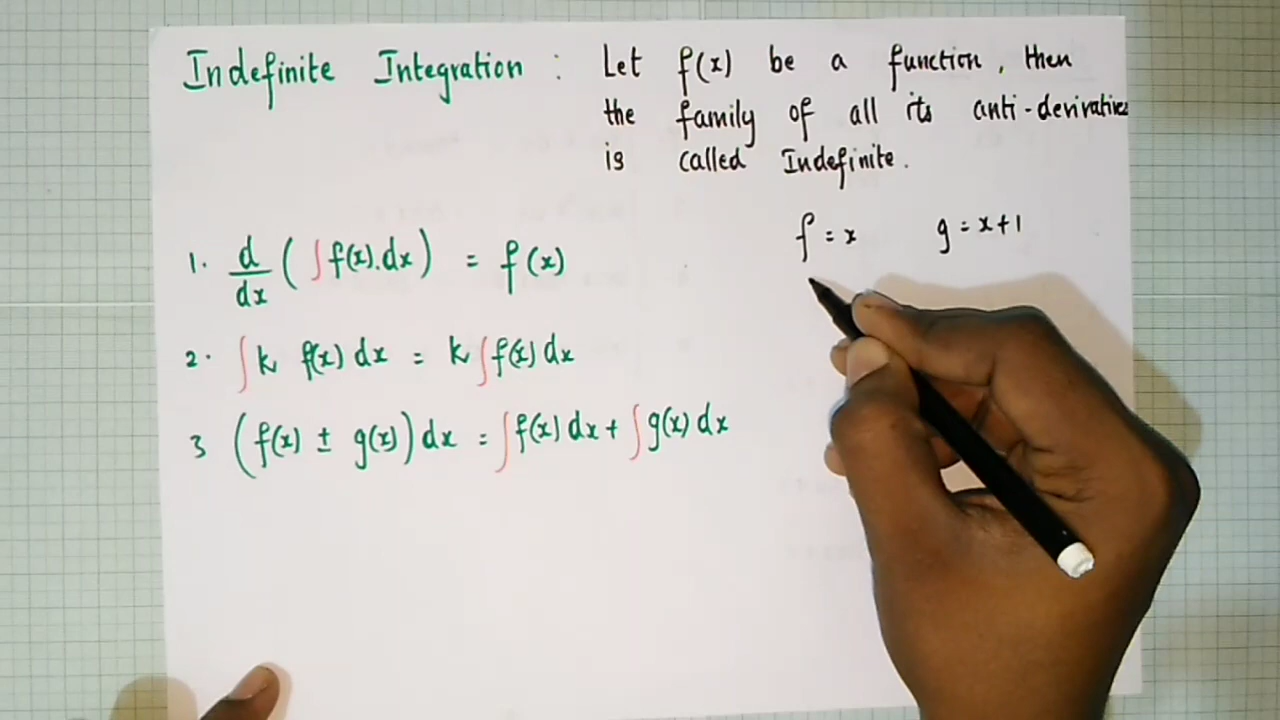 Indefinite Integration : Let f(x) be a function, then
the family of all its anti-derivatives
is called Indefinite.
f = x g = x+1
1. d/dx ( ∫ f(x).dx ) = f(x)
2. ∫ k f(x) dx = k ∫ f(x) dx
3 ( f(x) ± g(x) ) dx = ∫ f(x) dx + ∫ g(x) dx